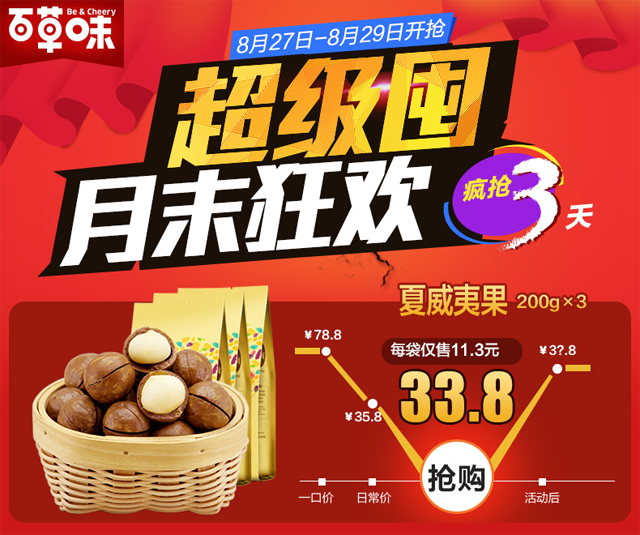 Be & Cheery
百草味
8月27日-8月29日开抢
超级囤
月末狂欢
疯抢3天
夏威夷果 200g×3
¥78.8
每袋仅售11.3元
¥3?.8
¥35.8
33.8
抢购
一口价 日常价 活动后